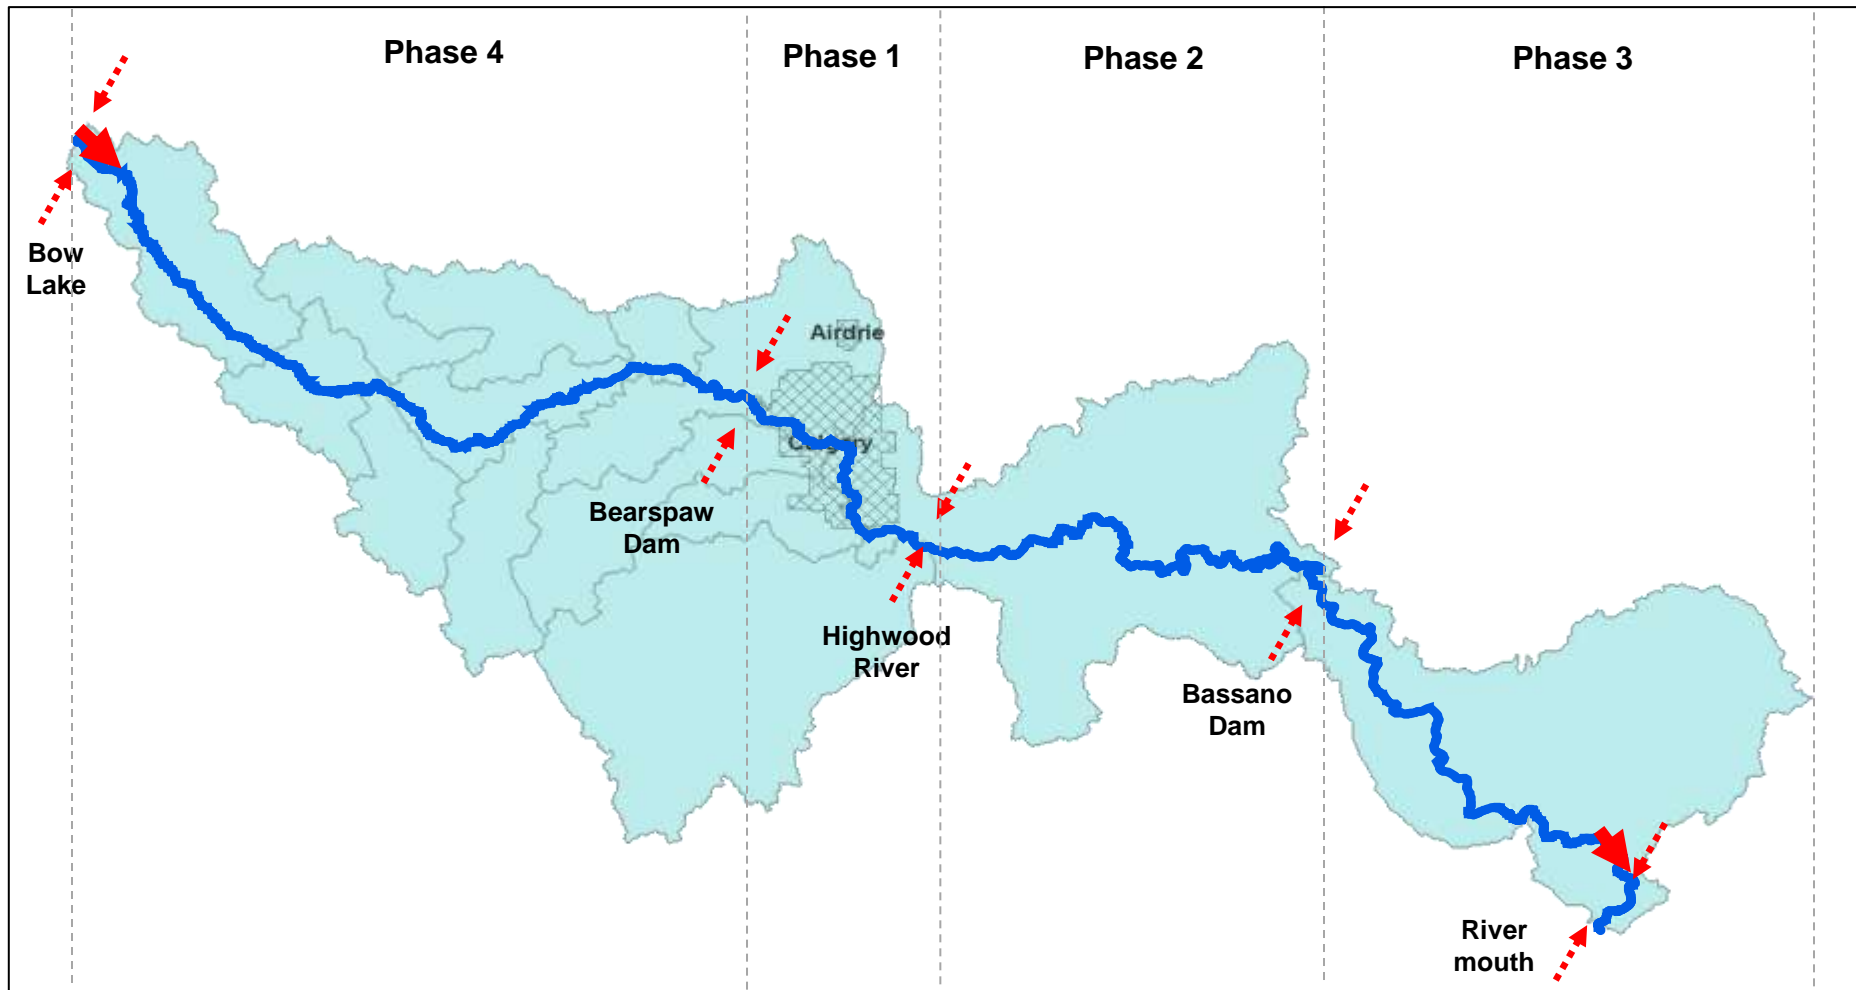 Phase 4
Phase 1
Phase 2
Phase 3
Bow
Lake
Airdrie
Calgary
Bearspaw
Dam
Highwood
River
Bassano
Dam
River
mouth